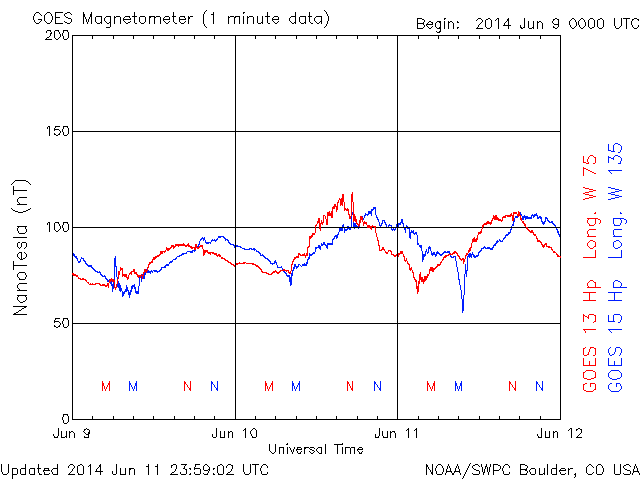 GOES Magnetometer (1 minute data)
Begin: 2014 Jun 9 0000 UTC
200
150
100
50
0
NanoTesla (nT)
M M N N M M N N M M N N
Jun 9 Jun 10 Jun 11 Jun 12
Universal Time
GOES 13 Hp Long. W 75
GOES 15 Hp Long. W 135
Updated 2014 Jun 11 23:59:02 UTC
NOAA/SWPC Boulder, CO USA